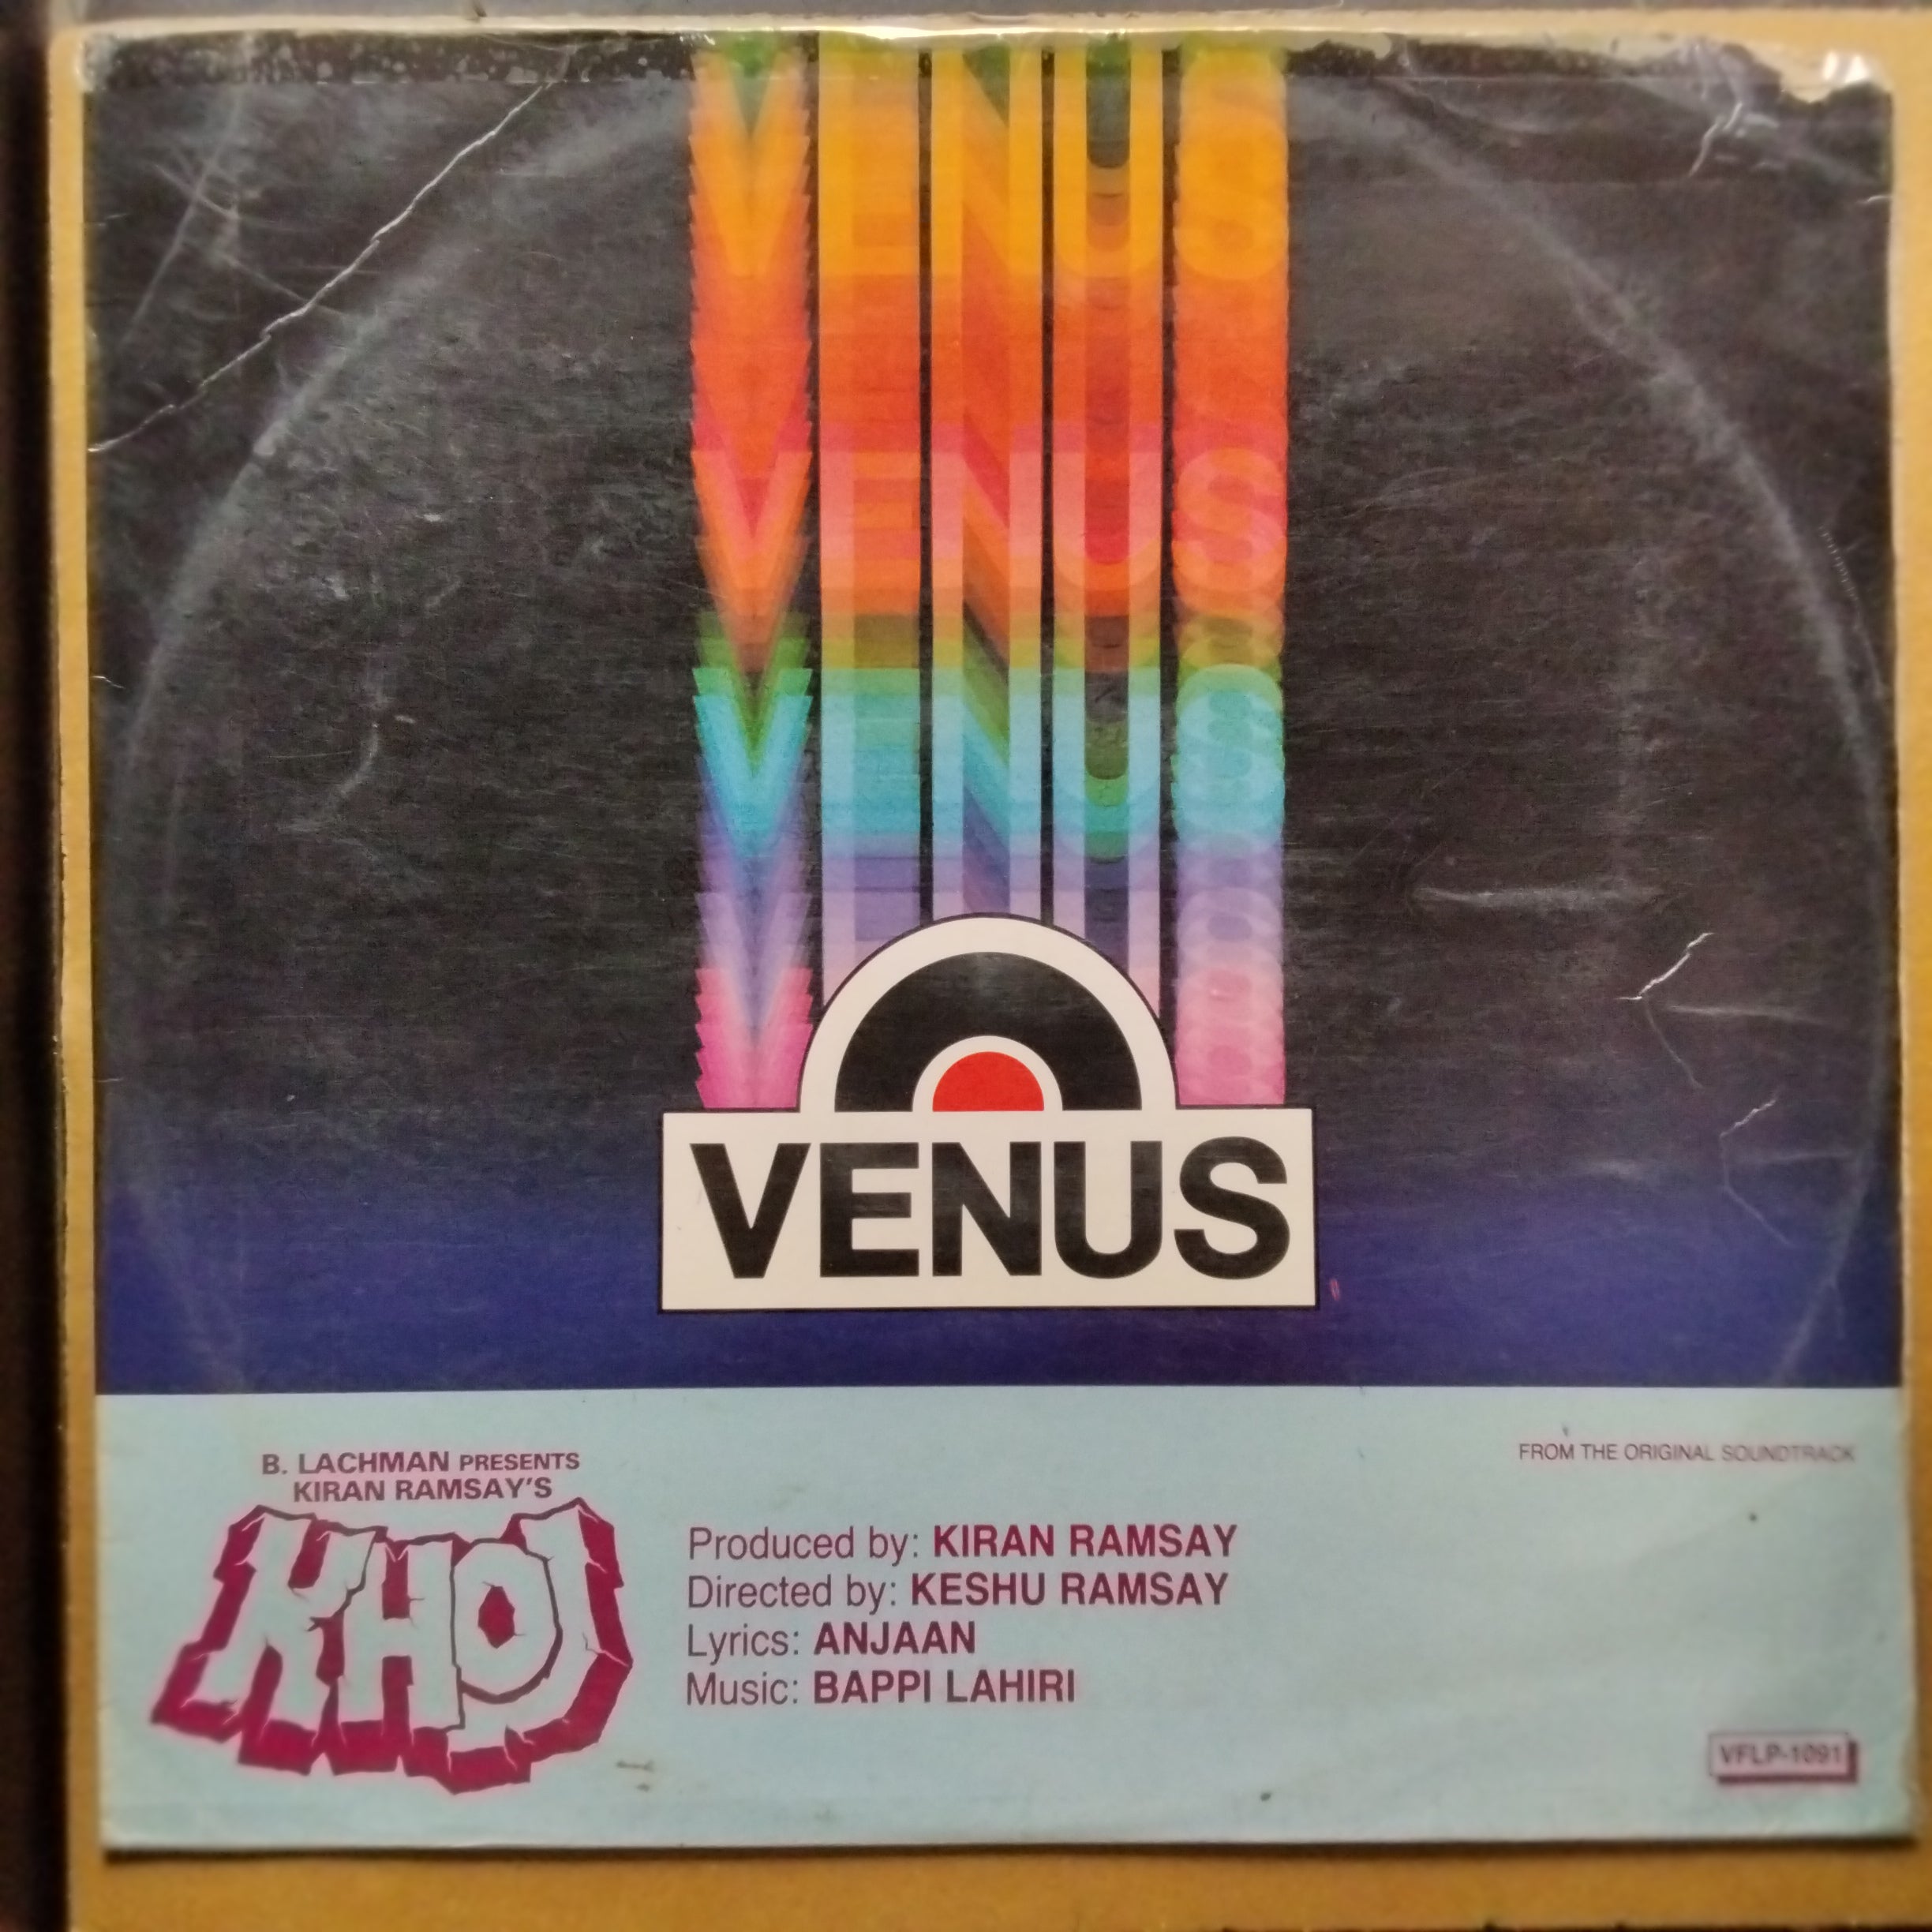 VENUS
VENUS
VENUS
VENUS
B. LACHMAN PRESENTS
KIRAN RAMSAY'S
KHOJ
FROM THE ORIGINAL SOUNDTRACK
Produced by: KIRAN RAMSAY
Directed by: KESHU RAMSAY
Lyrics: ANJAAN
Music: BAPPI LAHIRI
VFLP-1091